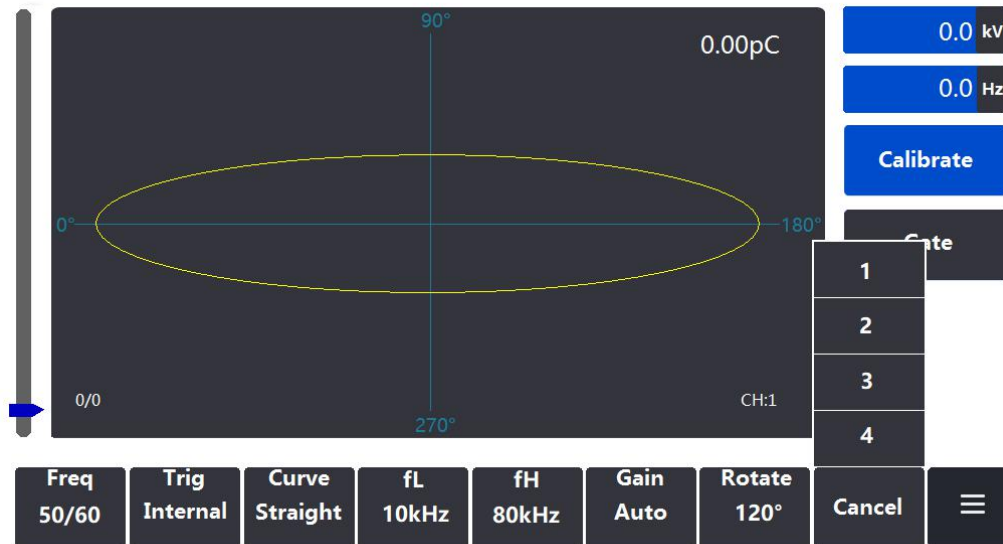 90°
0.00pC
0.0 kV
0.0 Hz
Calibrate
0°
180°
ate
1
2
3
0/0
CH:1
4
270°
Freq
50/60
Trig
Internal
Curve
Straight
fL
10kHz
fH
80kHz
Gain
Auto
Rotate
120°
Cancel